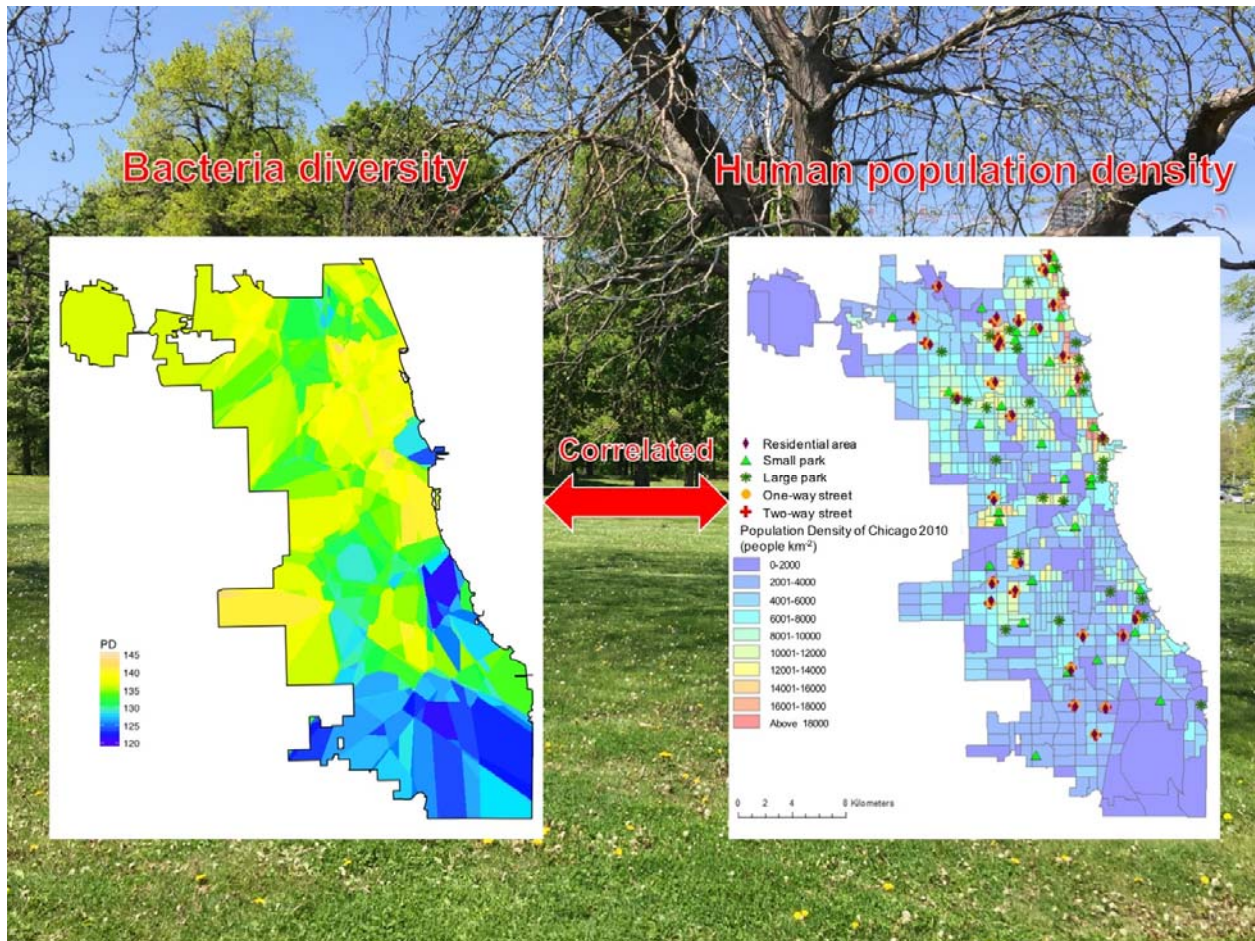 Bacteria diversity
Human population density
Correlated
PD
145
140
135
130
125
120
Residential area
Small park
Large park
One-way street
Two-way street
Population Density of Chicago 2010
(people km⁻²)
0-2000
2001-4000
4001-6000
6001-8000
8001-10000
10001-12000
12001-14000
14001-16000
16001-18000
Above 18000
0 2 4 8 Kilometers